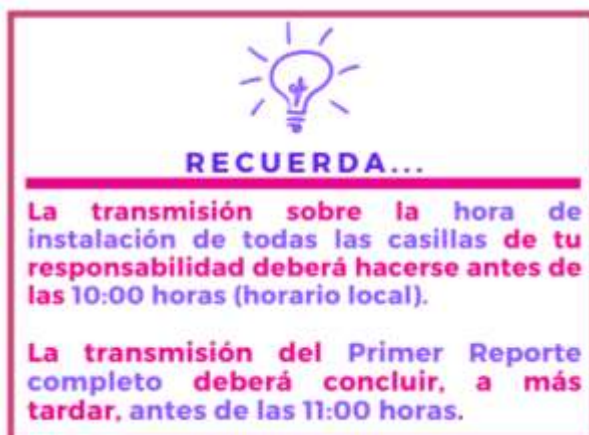 RECUERDA...
La transmisión sobre la hora de
instalación de todas las casillas de tu
responsabilidad deberá hacerse antes de
las 10:00 horas (horario local).
La transmisión del Primer Reporte
completo deberá concluir, a más
tardar, antes de las 11:00 horas.